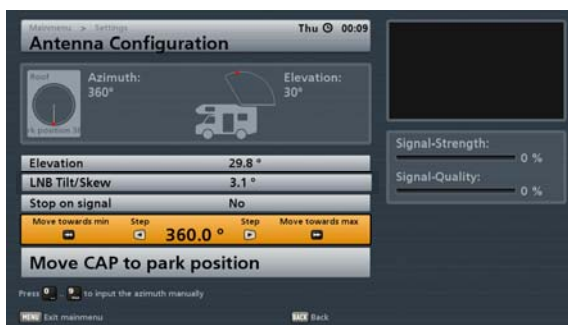 Mainmenu > Settings
Thu 00:09
Antenna Configuration
Roof
Azimuth:
360°
Elevation:
30°
Signal-Strength:
0 %
Signal-Quality:
0 %
Elevation 29.8 °
LNB Tilt/Skew 3.1 °
Stop on signal No
Move towards min Step 360.0 ° Step Move towards max
Move CAP to park position
Press 0 - 9 to input the azimuth manually
MENU Exit mainmenu
BACK Back